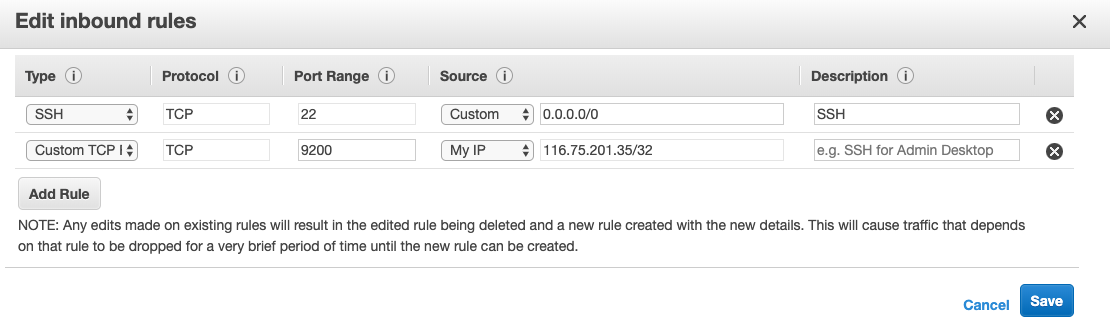 Edit inbound rules
Type Protocol Port Range Source Description
SSH TCP 22 Custom 0.0.0.0/0 SSH
Custom TCP I TCP 9200 My IP 116.75.201.35/32 e.g. SSH for Admin Desktop
Add Rule
NOTE: Any edits made on existing rules will result in the edited rule being deleted and a new rule created with the new details. This will cause traffic that depends
on that rule to be dropped for a very brief period of time until the new rule can be created.
Cancel Save